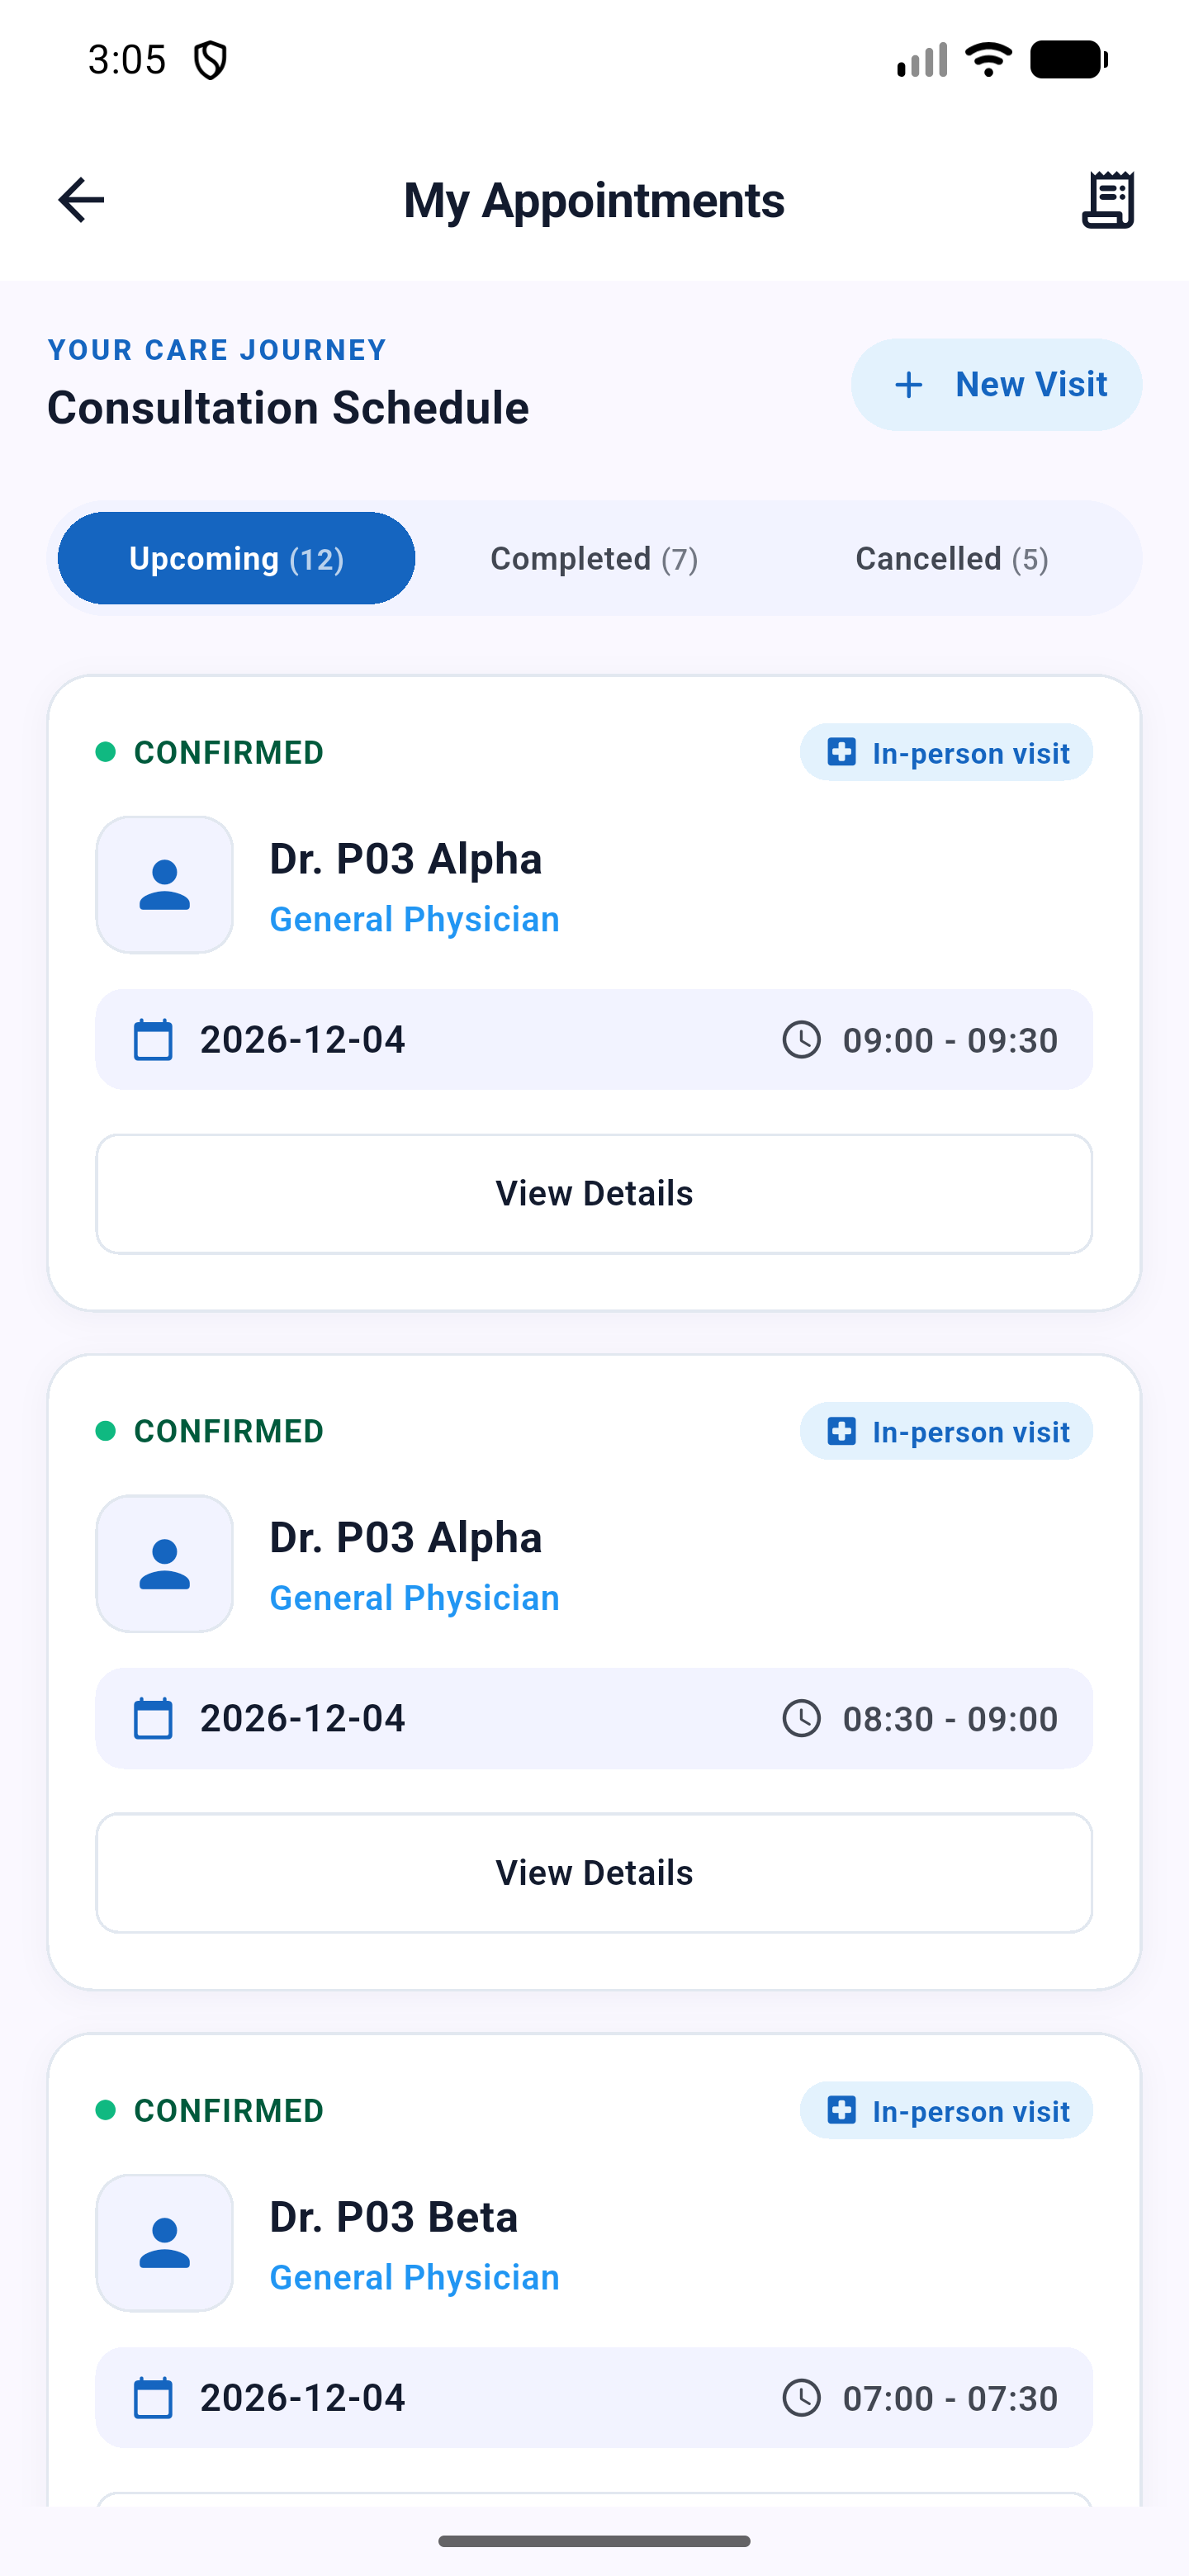 3:05
My Appointments
YOUR CARE JOURNEY
Consultation Schedule
New Visit
Upcoming (12)
Completed (7)
Cancelled (5)
CONFIRMED
In-person visit
Dr. P03 Alpha
General Physician
2026-12-04
09:00 - 09:30
View Details
CONFIRMED
In-person visit
Dr. P03 Alpha
General Physician
2026-12-04
08:30 - 09:00
View Details
CONFIRMED
In-person visit
Dr. P03 Beta
General Physician
2026-12-04
07:00 - 07:30